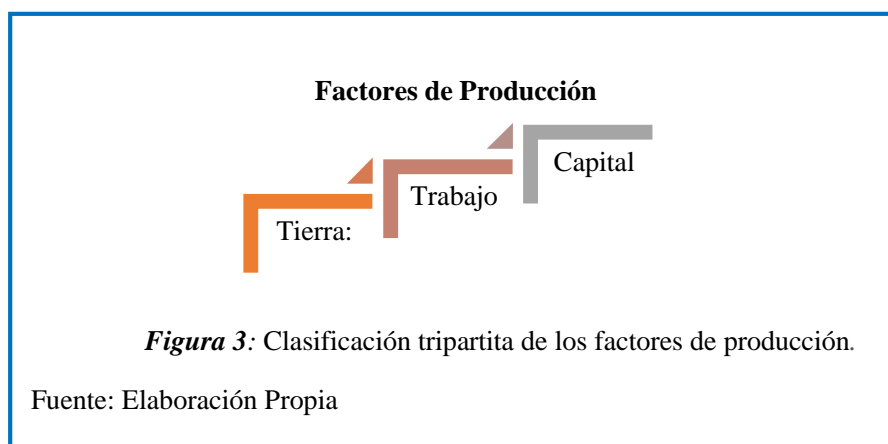 Factores de Producción
Capital
Trabajo
Tierra:
Figura 3: Clasificación tripartita de los factores de producción.
Fuente: Elaboración Propia